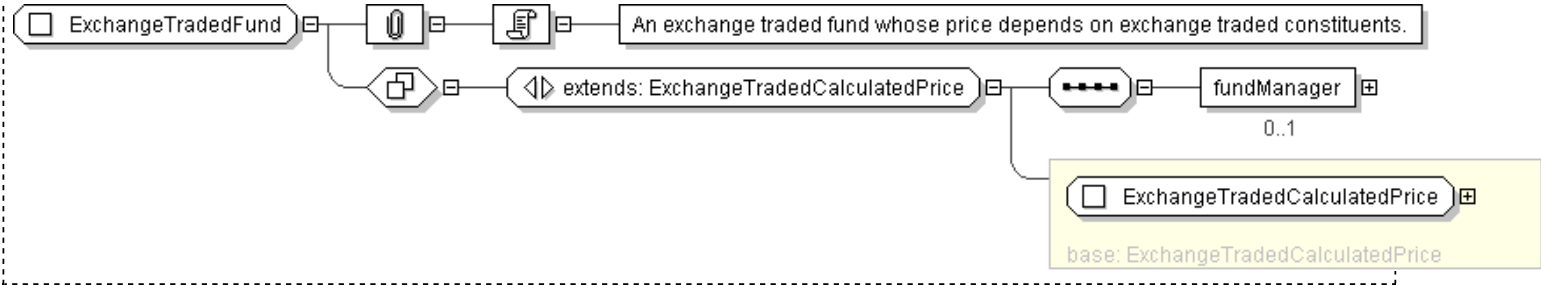 ExchangeTradedFund
An exchange traded fund whose price depends on exchange traded constituents.
extends: ExchangeTradedCalculatedPrice
fundManager
0..1
ExchangeTradedCalculatedPrice
base: ExchangeTradedCalculatedPrice